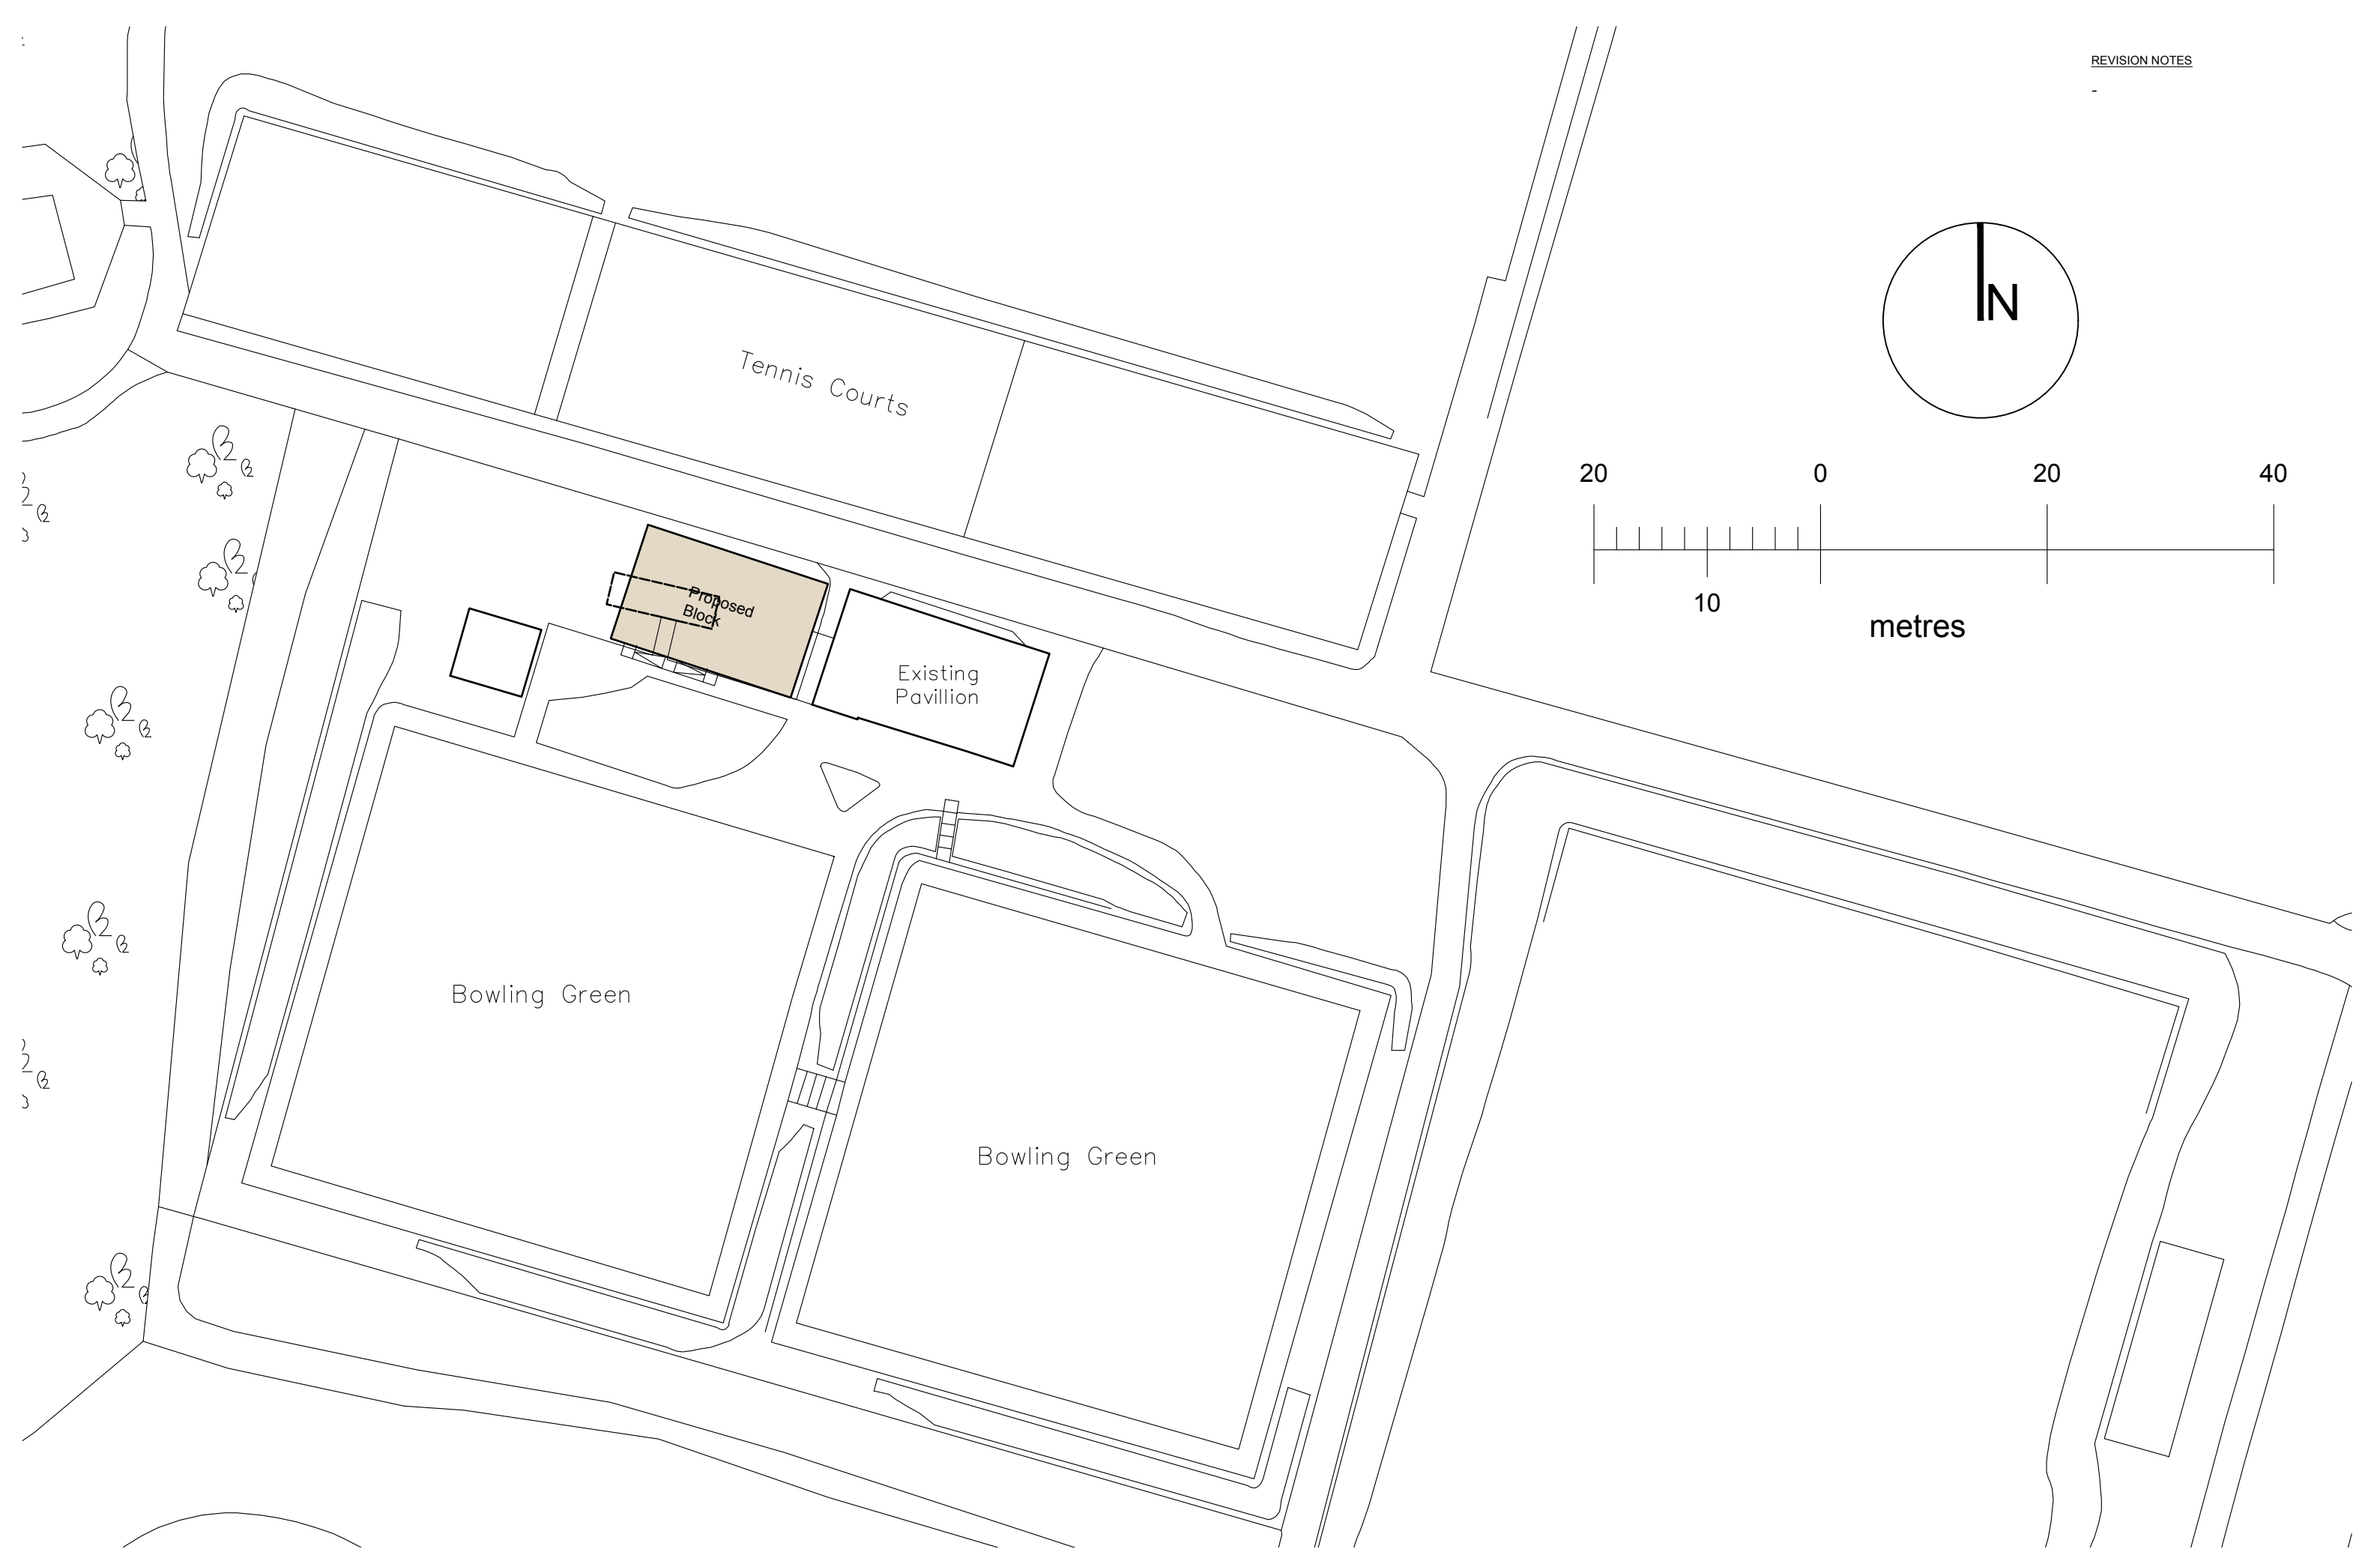 REVISION NOTES
-
N
Tennis Courts
20 0 20 40
10
metres
Proposed
Block
Existing
Pavillion
Bowling Green
Bowling Green